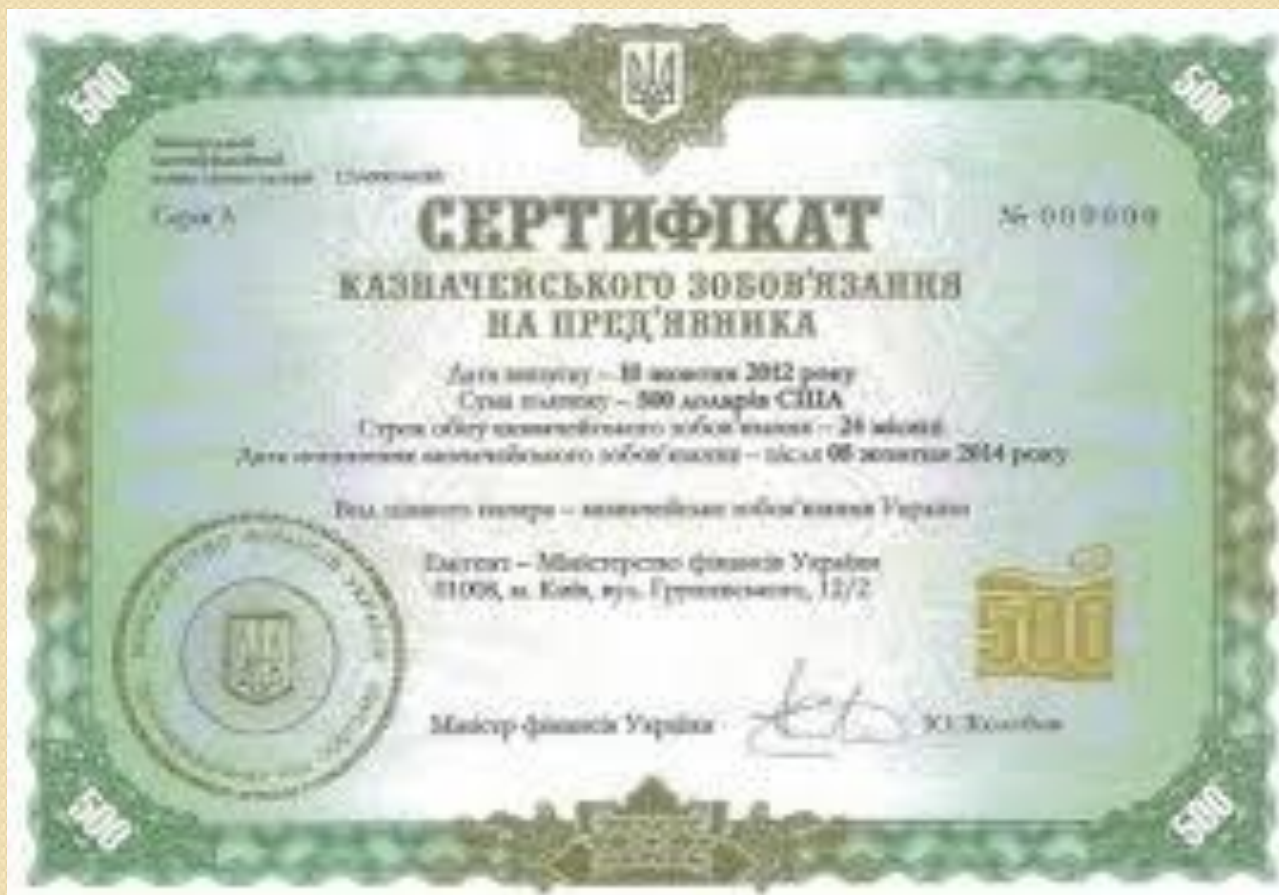 500
500
Серія А
№ 000000
СЕРТИФІКАТ
КАЗНАЧЕЙСЬКОГО ЗОБОВ'ЯЗАННЯ
НА ПРЕД'ЯВНИКА
Дата випуску – 10 жовтня 2012 року
Сума платежу – 500 доларів США
Строк обігу казначейського зобов'язання – 24 місяці
Дата погашення казначейського зобов'язання – після 08 жовтня 2014 року
Вид цінного папера – казначейське зобов'язання України
Емітент – Міністерство фінансів України
01008, м. Київ, вул. Грушевського, 12/2
500
Міністр фінансів України
Ю. Колобов
500
500